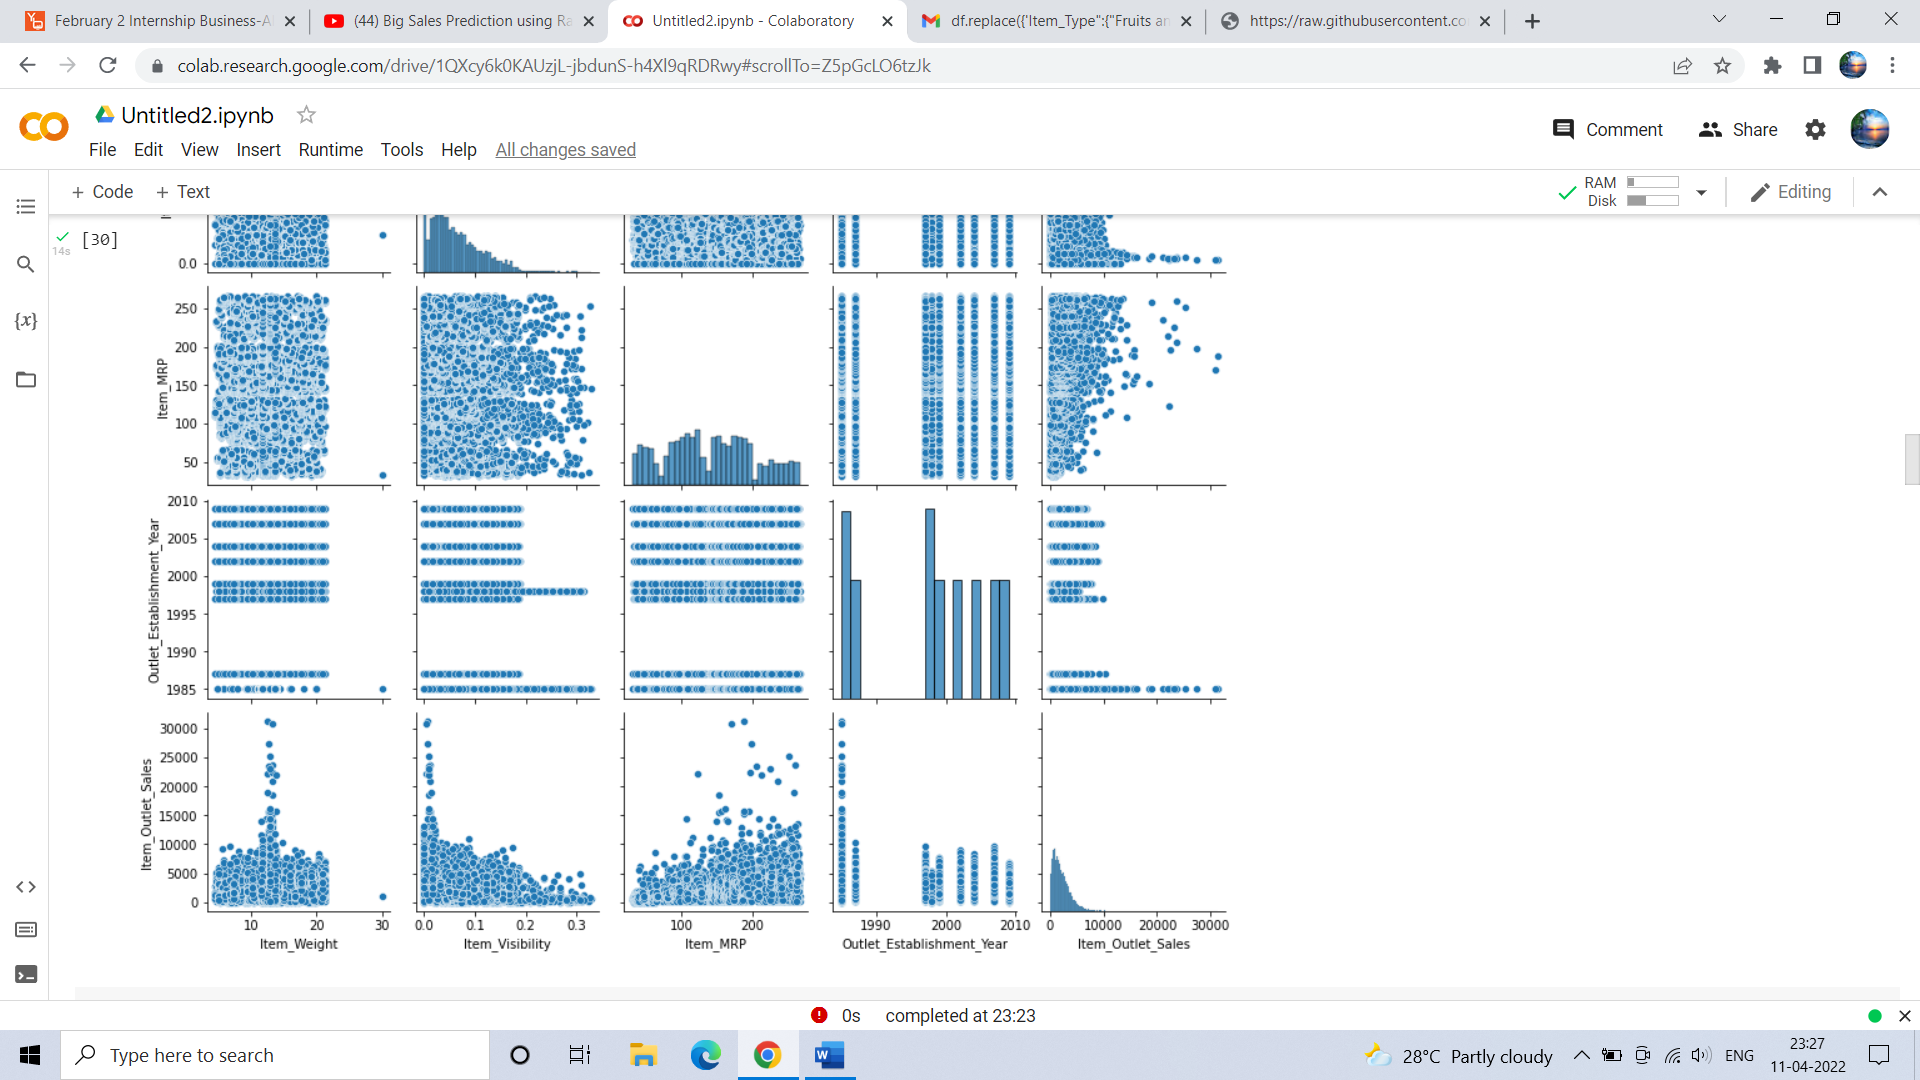 February 2 Internship Business-A
(44) Big Sales Prediction using Ra
Untitled2.ipynb - Colaboratory
df.replace({'Item_Type':{"Fruits an
https://raw.githubusercontent.co
colab.research.google.com/drive/1QXcy6k0KAUzjL-jbdunS-h4Xl9qRDRwy#scrollTo=Z5pGcLO6tzJk
Untitled2.ipynb
Comment
Share
File Edit View Insert Runtime Tools Help All changes saved
+ Code + Text
RAM
Disk
Editing
[30]
14s
{x}
0.0
250
200
150
100
50
Item_MRP
2010
2005
2000
1995
1990
1985
Outlet_Establishment_Year
30000
25000
20000
15000
10000
5000
0
Item_Outlet_Sales
10 20 30 0.0 0.1 0.2 0.3 100 200 1990 2000 2010 0 10000 20000 30000
Item_Weight Item_Visibility Item_MRP Outlet_Establishment_Year Item_Outlet_Sales
0s completed at 23:23
Type here to search
28°C Partly cloudy
ENG
23:27
11-04-2022